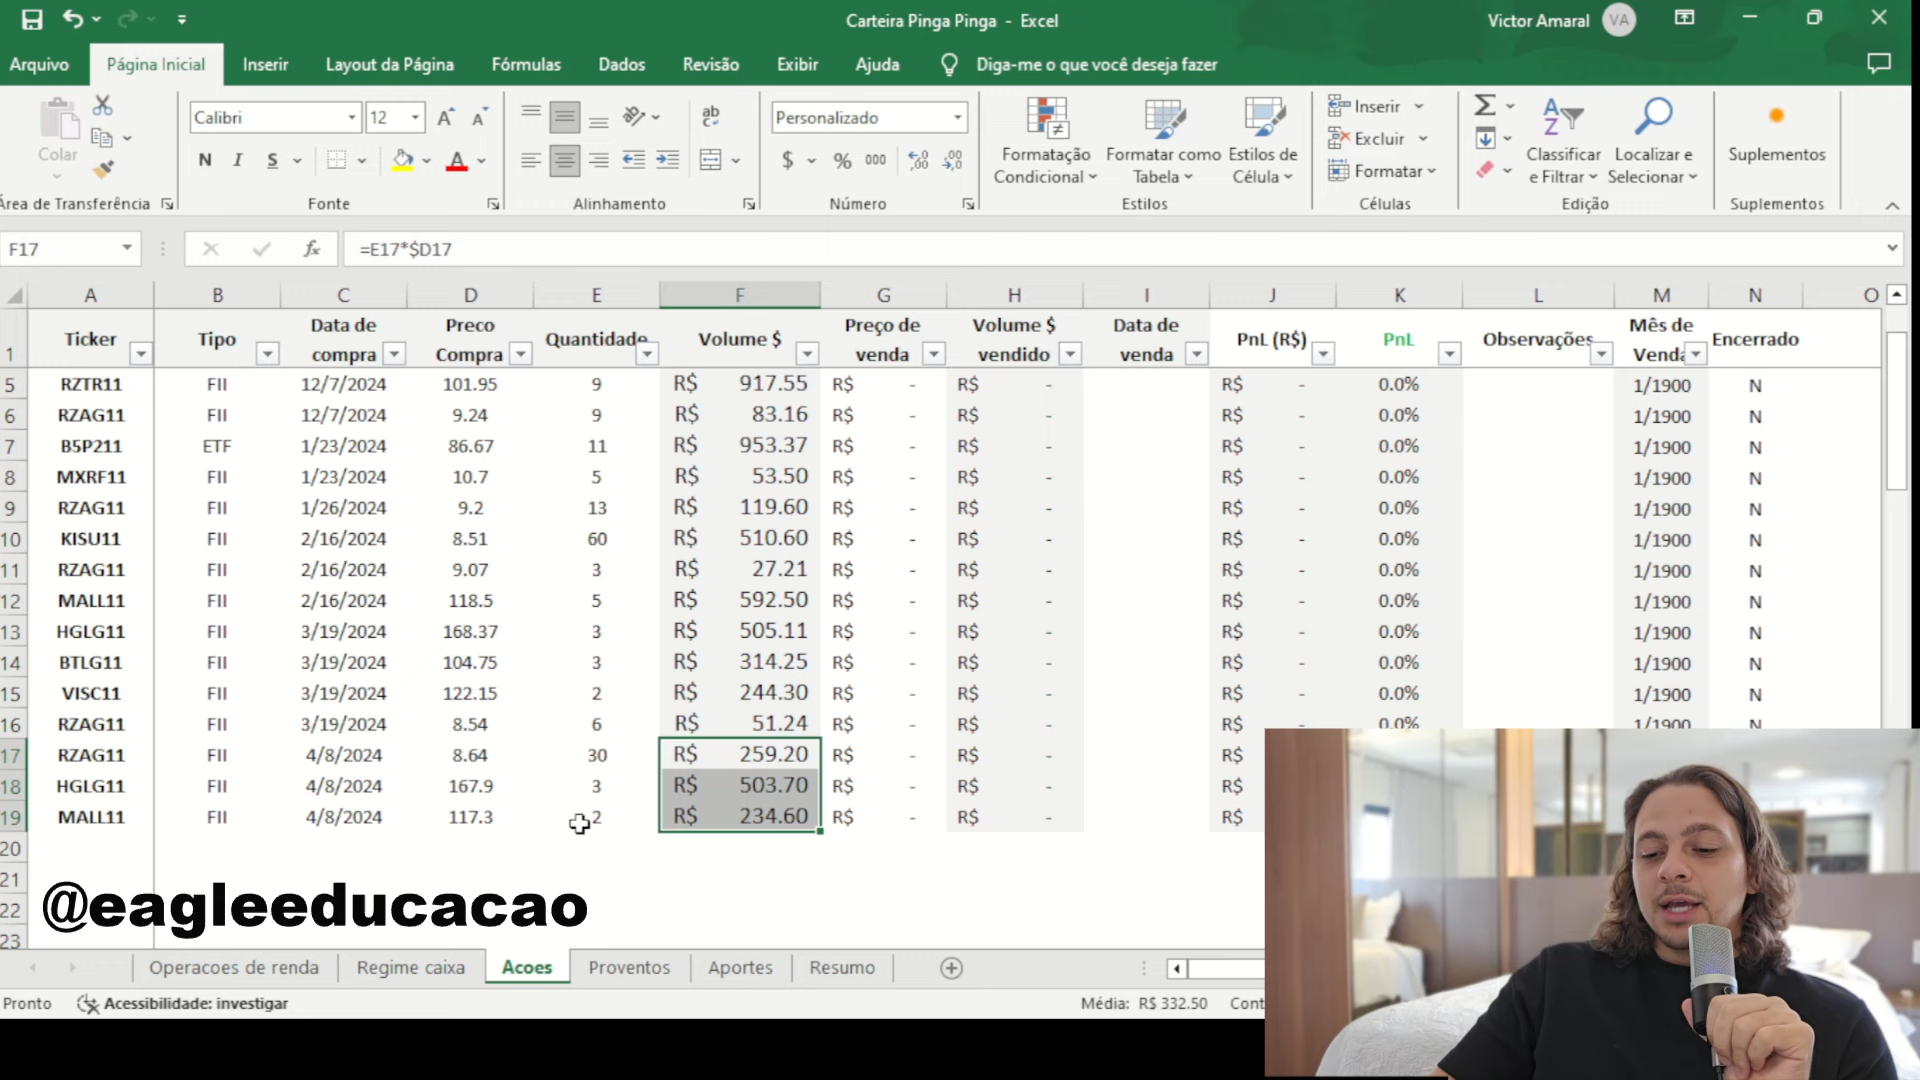 Carteira Pinga Pinga - Excel
Victor Amaral VA
Arquivo Página Inicial Inserir Layout da Página Fórmulas Dados Revisão Exibir Ajuda Diga-me o que você deseja fazer
Calibri 12 Personalizado
Colar
N I S $ % 000
Formatação Condicional
Formatar como Tabela
Estilos de Célula
Inserir
Excluir
Formatar
Classificar e Filtrar
Localizar e Selecionar
Suplementos
Área de Transferência Fonte Alinhamento Número Estilos Células Edição Suplementos
F17 fx =E17*$D17
A B C D E F G H I J K L M N O
1 Ticker Tipo Data de compra Preco Compra Quantidade Volume $ Preço de venda Volume $ vendido Data de venda PnL (R$) PnL Observações Mês de Venda Encerrado
5 RZTR11 FII 12/7/2024 101.95 9 R$ 917.55 R$ - R$ - R$ - 0.0% 1/1900 N
6 RZAG11 FII 12/7/2024 9.24 9 R$ 83.16 R$ - R$ - R$ - 0.0% 1/1900 N
7 B5P211 ETF 1/23/2024 86.67 11 R$ 953.37 R$ - R$ - R$ - 0.0% 1/1900 N
8 MXRF11 FII 1/23/2024 10.7 5 R$ 53.50 R$ - R$ - R$ - 0.0% 1/1900 N
9 RZAG11 FII 1/26/2024 9.2 13 R$ 119.60 R$ - R$ - R$ - 0.0% 1/1900 N
10 KISU11 FII 2/16/2024 8.51 60 R$ 510.60 R$ - R$ - R$ - 0.0% 1/1900 N
11 RZAG11 FII 2/16/2024 9.07 3 R$ 27.21 R$ - R$ - R$ - 0.0% 1/1900 N
12 MALL11 FII 2/16/2024 118.5 5 R$ 592.50 R$ - R$ - R$ - 0.0% 1/1900 N
13 HGLG11 FII 3/19/2024 168.37 3 R$ 505.11 R$ - R$ - R$ - 0.0% 1/1900 N
14 BTLG11 FII 3/19/2024 104.75 3 R$ 314.25 R$ - R$ - R$ - 0.0% 1/1900 N
15 VISC11 FII 3/19/2024 122.15 2 R$ 244.30 R$ - R$ - R$ - 0.0% 1/1900 N
16 RZAG11 FII 3/19/2024 8.54 6 R$ 51.24 R$ - R$ - R$ - 0.0% 1/1900 N
17 RZAG11 FII 4/8/2024 8.64 30 R$ 259.20 R$ - R$ - R$
18 HGLG11 FII 4/8/2024 167.9 3 R$ 503.70 R$ - R$ - R$
19 MALL11 FII 4/8/2024 117.3 2 R$ 234.60 R$ - R$ - R$
20
21
22
23
@eagleeducacao
Operacoes de renda Regime caixa Acoes Proventos Aportes Resumo
Pronto Acessibilidade: investigar Média: R$ 332.50 Cont